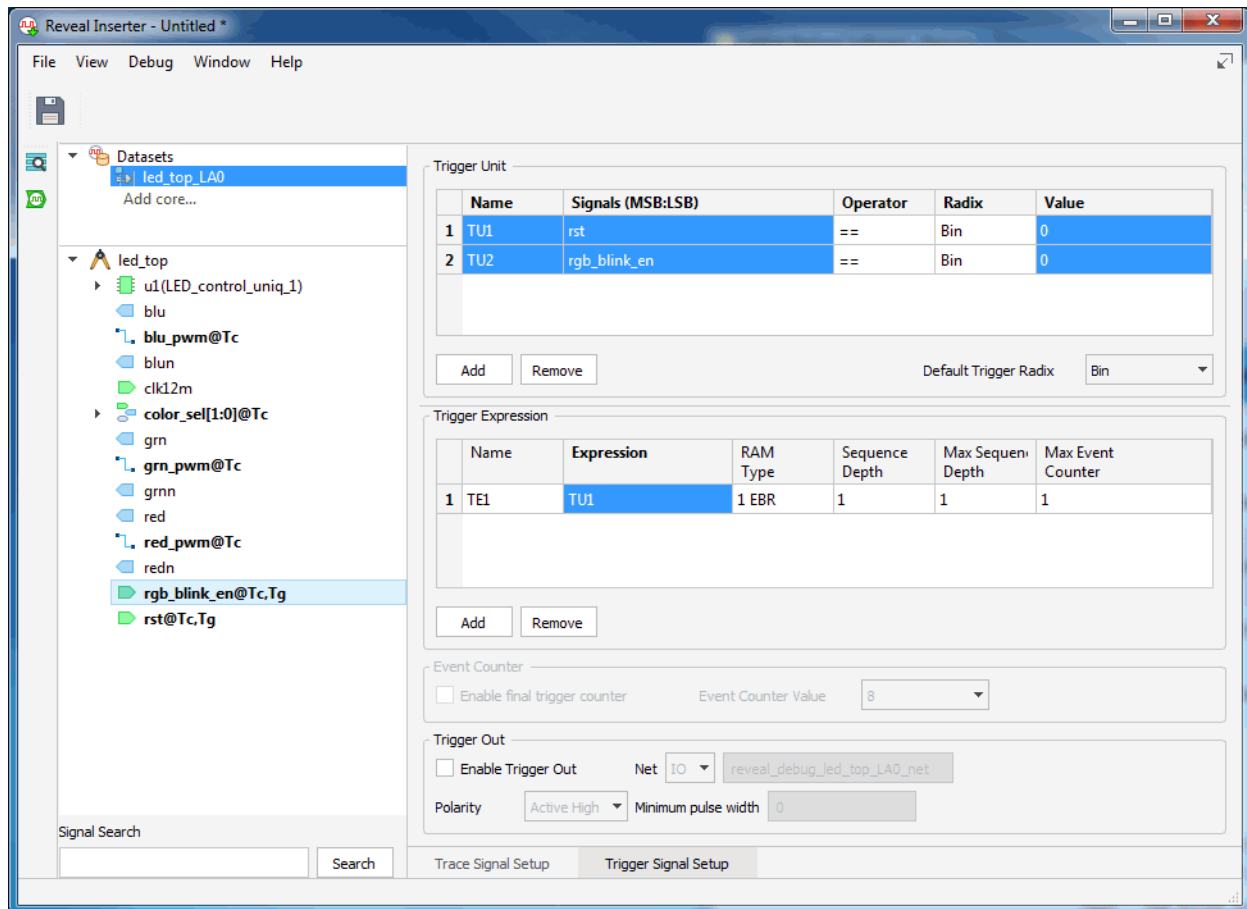 Reveal Inserter - Untitled *
File View Debug Window Help
Datasets
led_top_LA0
Add core...
led_top
u1(LED_control_uniq_1)
blu
blu_pwm@Tc
blun
clk12m
color_sel[1:0]@Tc
grn
grn_pwm@Tc
grnn
red
red_pwm@Tc
redn
rgb_blink_en@Tc,Tg
rst@Tc,Tg
Signal Search
Search
Trigger Unit
Name Signals (MSB:LSB) Operator Radix Value
1 TU1 rst == Bin 0
2 TU2 rgb_blink_en == Bin 0
Add Remove Default Trigger Radix Bin
Trigger Expression
Name Expression RAM Sequence Max Sequen Max Event
Type Depth Depth Counter
1 TE1 TU1 1 EBR 1 1 1
Add Remove
Event Counter
Enable final trigger counter Event Counter Value 8
Trigger Out
Enable Trigger Out Net IO reveal_debug_led_top_LA0_net
Polarity Active High Minimum pulse width 0
Trace Signal Setup Trigger Signal Setup